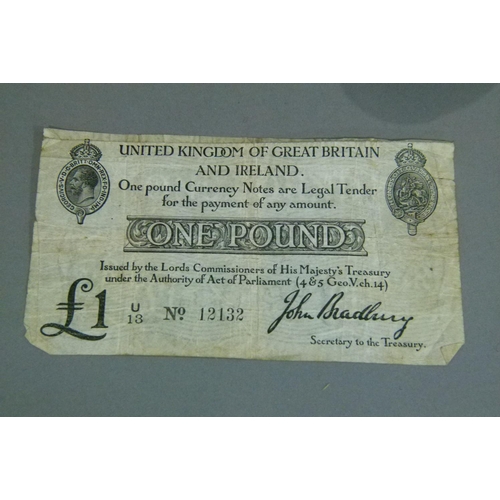 UNITED KINGDOM OF GREAT BRITAIN
AND IRELAND.
One pound Currency Notes are Legal Tender
for the payment of any amount.
ONE POUND
Issued by the Lords Commissioners of His Majesty's Treasury
under the Authority of Act of Parliament (4 & 5 Geo.V.ch.14)
£1 U/13 No 12132
John Bradbury
Secretary to the Treasury.